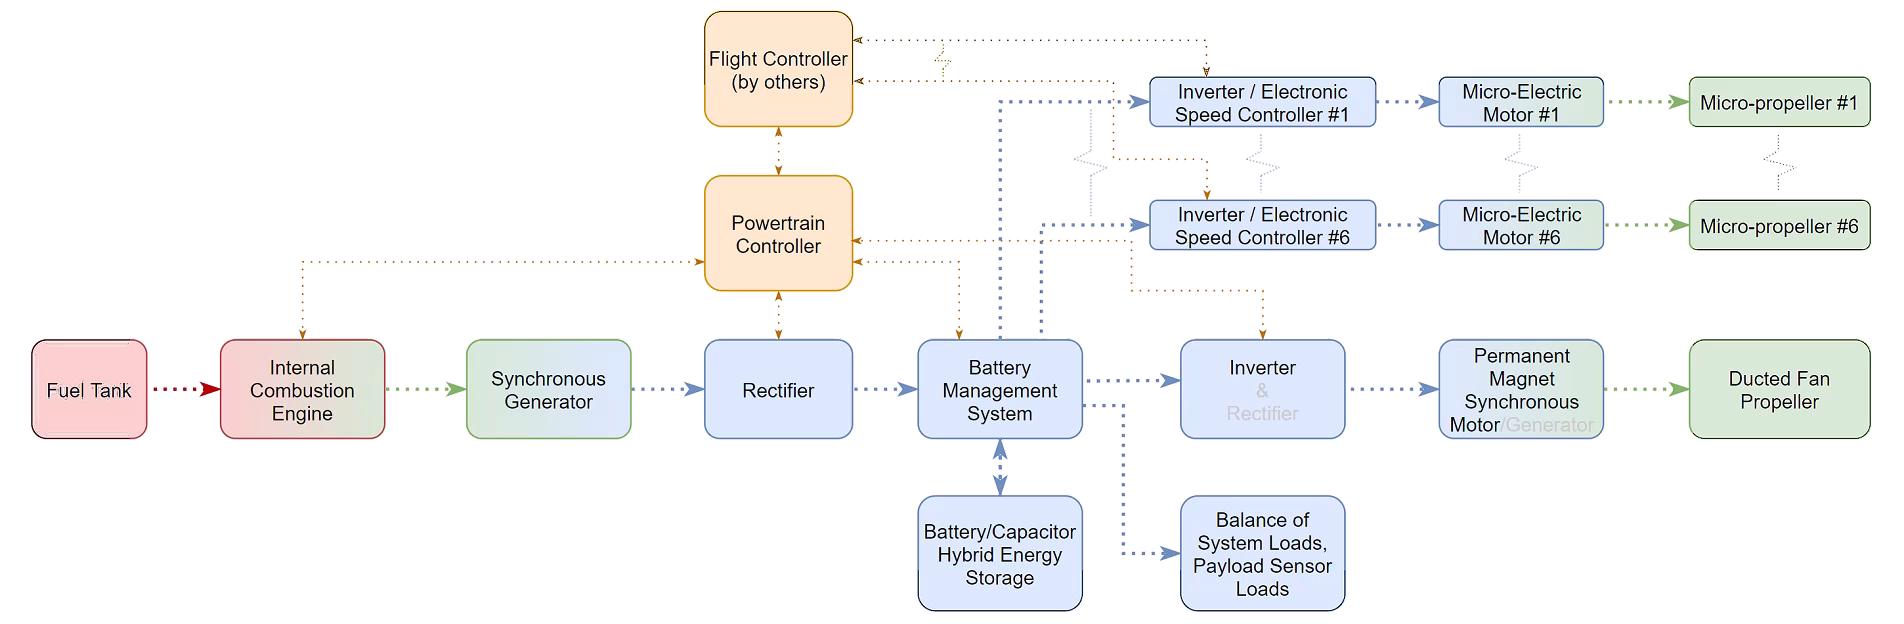 Flight Controller
(by others)
Inverter / Electronic
Speed Controller #1
Micro-Electric
Motor #1
Micro-propeller #1
Powertrain
Controller
Inverter / Electronic
Speed Controller #6
Micro-Electric
Motor #6
Micro-propeller #6
Fuel Tank
Internal
Combustion
Engine
Synchronous
Generator
Rectifier
Battery
Management
System
Inverter
&
Rectifier
Permanent
Magnet
Synchronous
Motor/Generator
Ducted Fan
Propeller
Battery/Capacitor
Hybrid Energy
Storage
Balance of
System Loads,
Payload Sensor
Loads